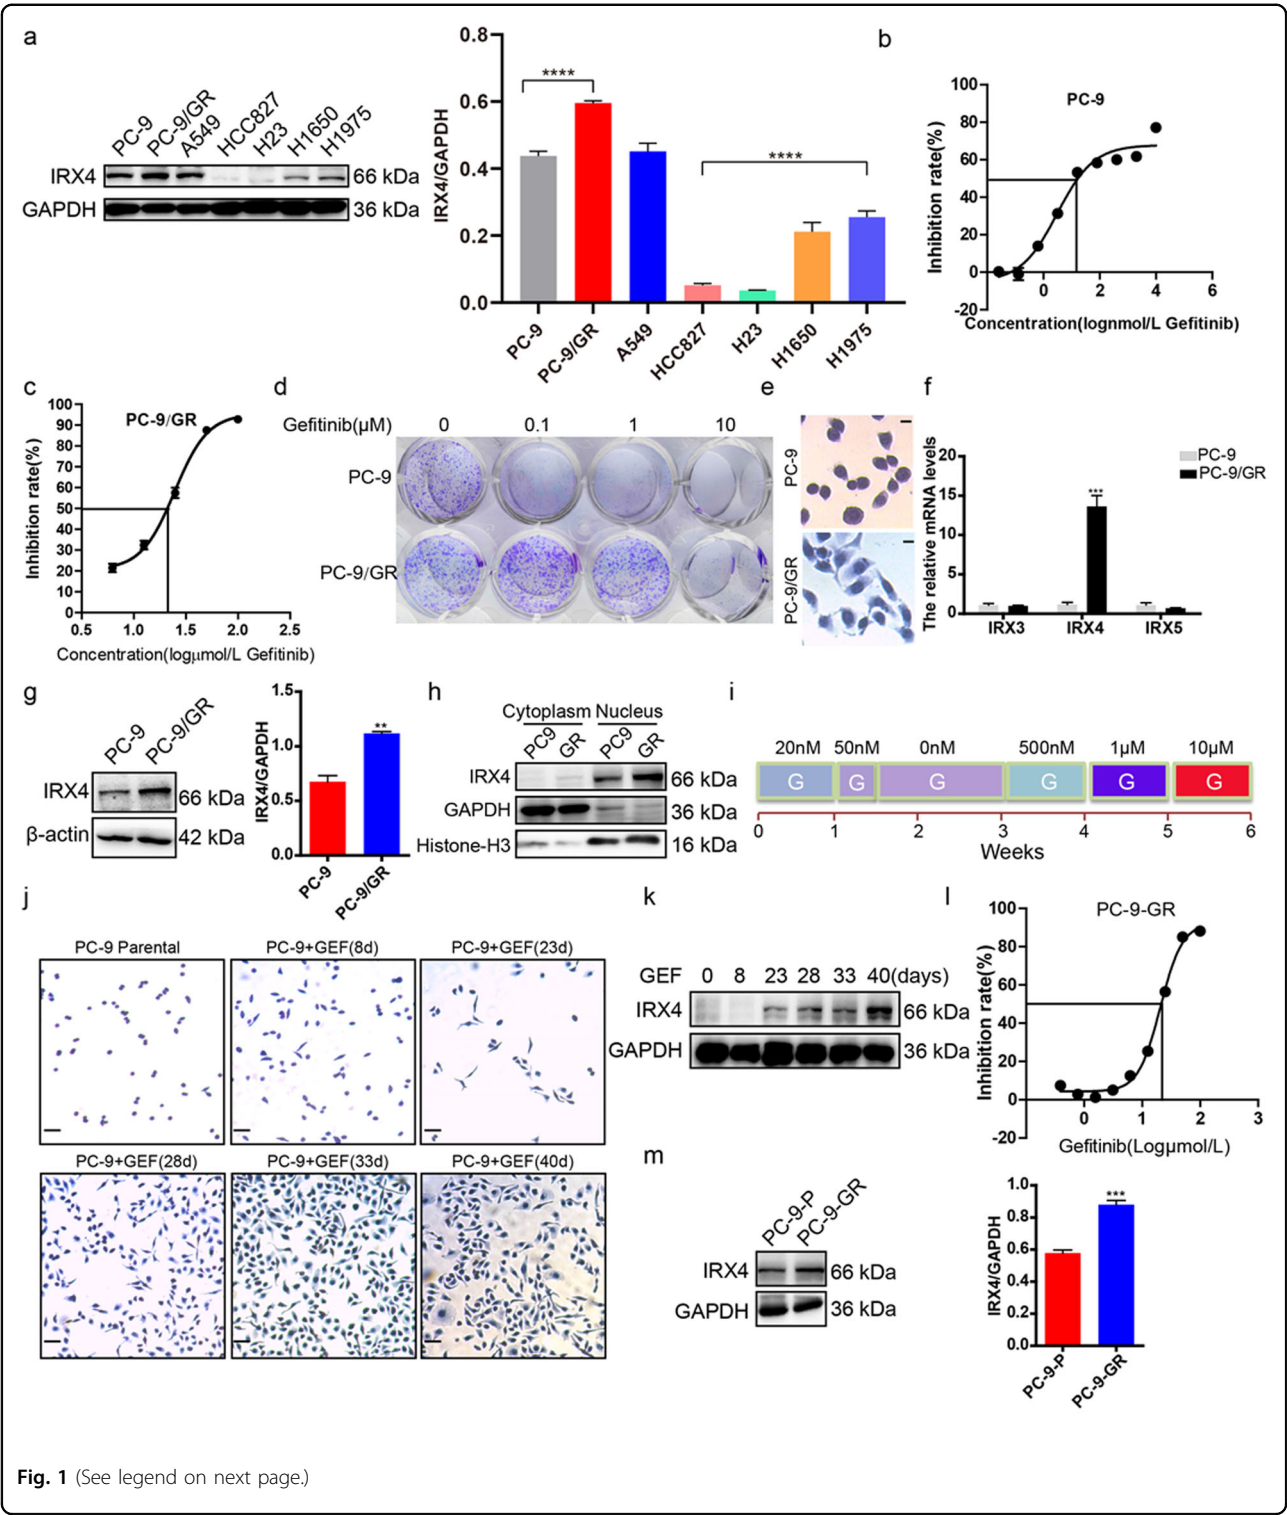 a
PC-9
PC-9/GR
A549
HCC827
H23
H1650
H1975
IRX4
66 kDa
GAPDH
36 kDa
IRX4/GAPDH
0.8
0.6
0.4
0.2
0.0
****
****
PC-9
PC-9/GR
A549
HCC827
H23
H1650
H1975
b
PC-9
Inhibition rate(%)
100
80
60
40
20
0
-20
0 2 4 6
Concentration(lognmol/L Gefitinib)
c
PC-9/GR
Inhibition rate(%)
100
90
80
70
60
50
40
30
20
10
0
0.5 1.0 1.5 2.0 2.5
Concentration(logμmol/L Gefitinib)
d
Gefitinib(μM) 0 0.1 1 10
PC-9
PC-9/GR
e
PC-9
PC-9/GR
f
The relative mRNA levels
20
15
10
5
0
PC-9
PC-9/GR
***
IRX3 IRX4 IRX5
g
PC-9
PC-9/GR
IRX4
66 kDa
β-actin
42 kDa
IRX4/GAPDH
1.5
1.0
0.5
0.0
**
PC-9
PC-9/GR
h
Cytoplasm Nucleus
PC9 GR PC9 GR
IRX4 66 kDa
GAPDH 36 kDa
Histone-H3 16 kDa
i
20nM 50nM 0nM 500nM 1μM 10μM
G G G G G G
0 1 2 3 4 5 6
Weeks
j
PC-9 Parental
PC-9+GEF(8d)
PC-9+GEF(23d)
PC-9+GEF(28d)
PC-9+GEF(33d)
PC-9+GEF(40d)
k
GEF 0 8 23 28 33 40(days)
IRX4 66 kDa
GAPDH 36 kDa
l
PC-9-GR
Inhibition rate(%)
100
80
60
40
20
0
-20
0 1 2 3
Gefitinib(Logμmol/L)
m
PC-9-P
PC-9-GR
IRX4 66 kDa
GAPDH 36 kDa
IRX4/GAPDH
1.0
0.8
0.6
0.4
0.2
0.0
***
PC-9-P
PC-9-GR
Fig. 1 (See legend on next page.)